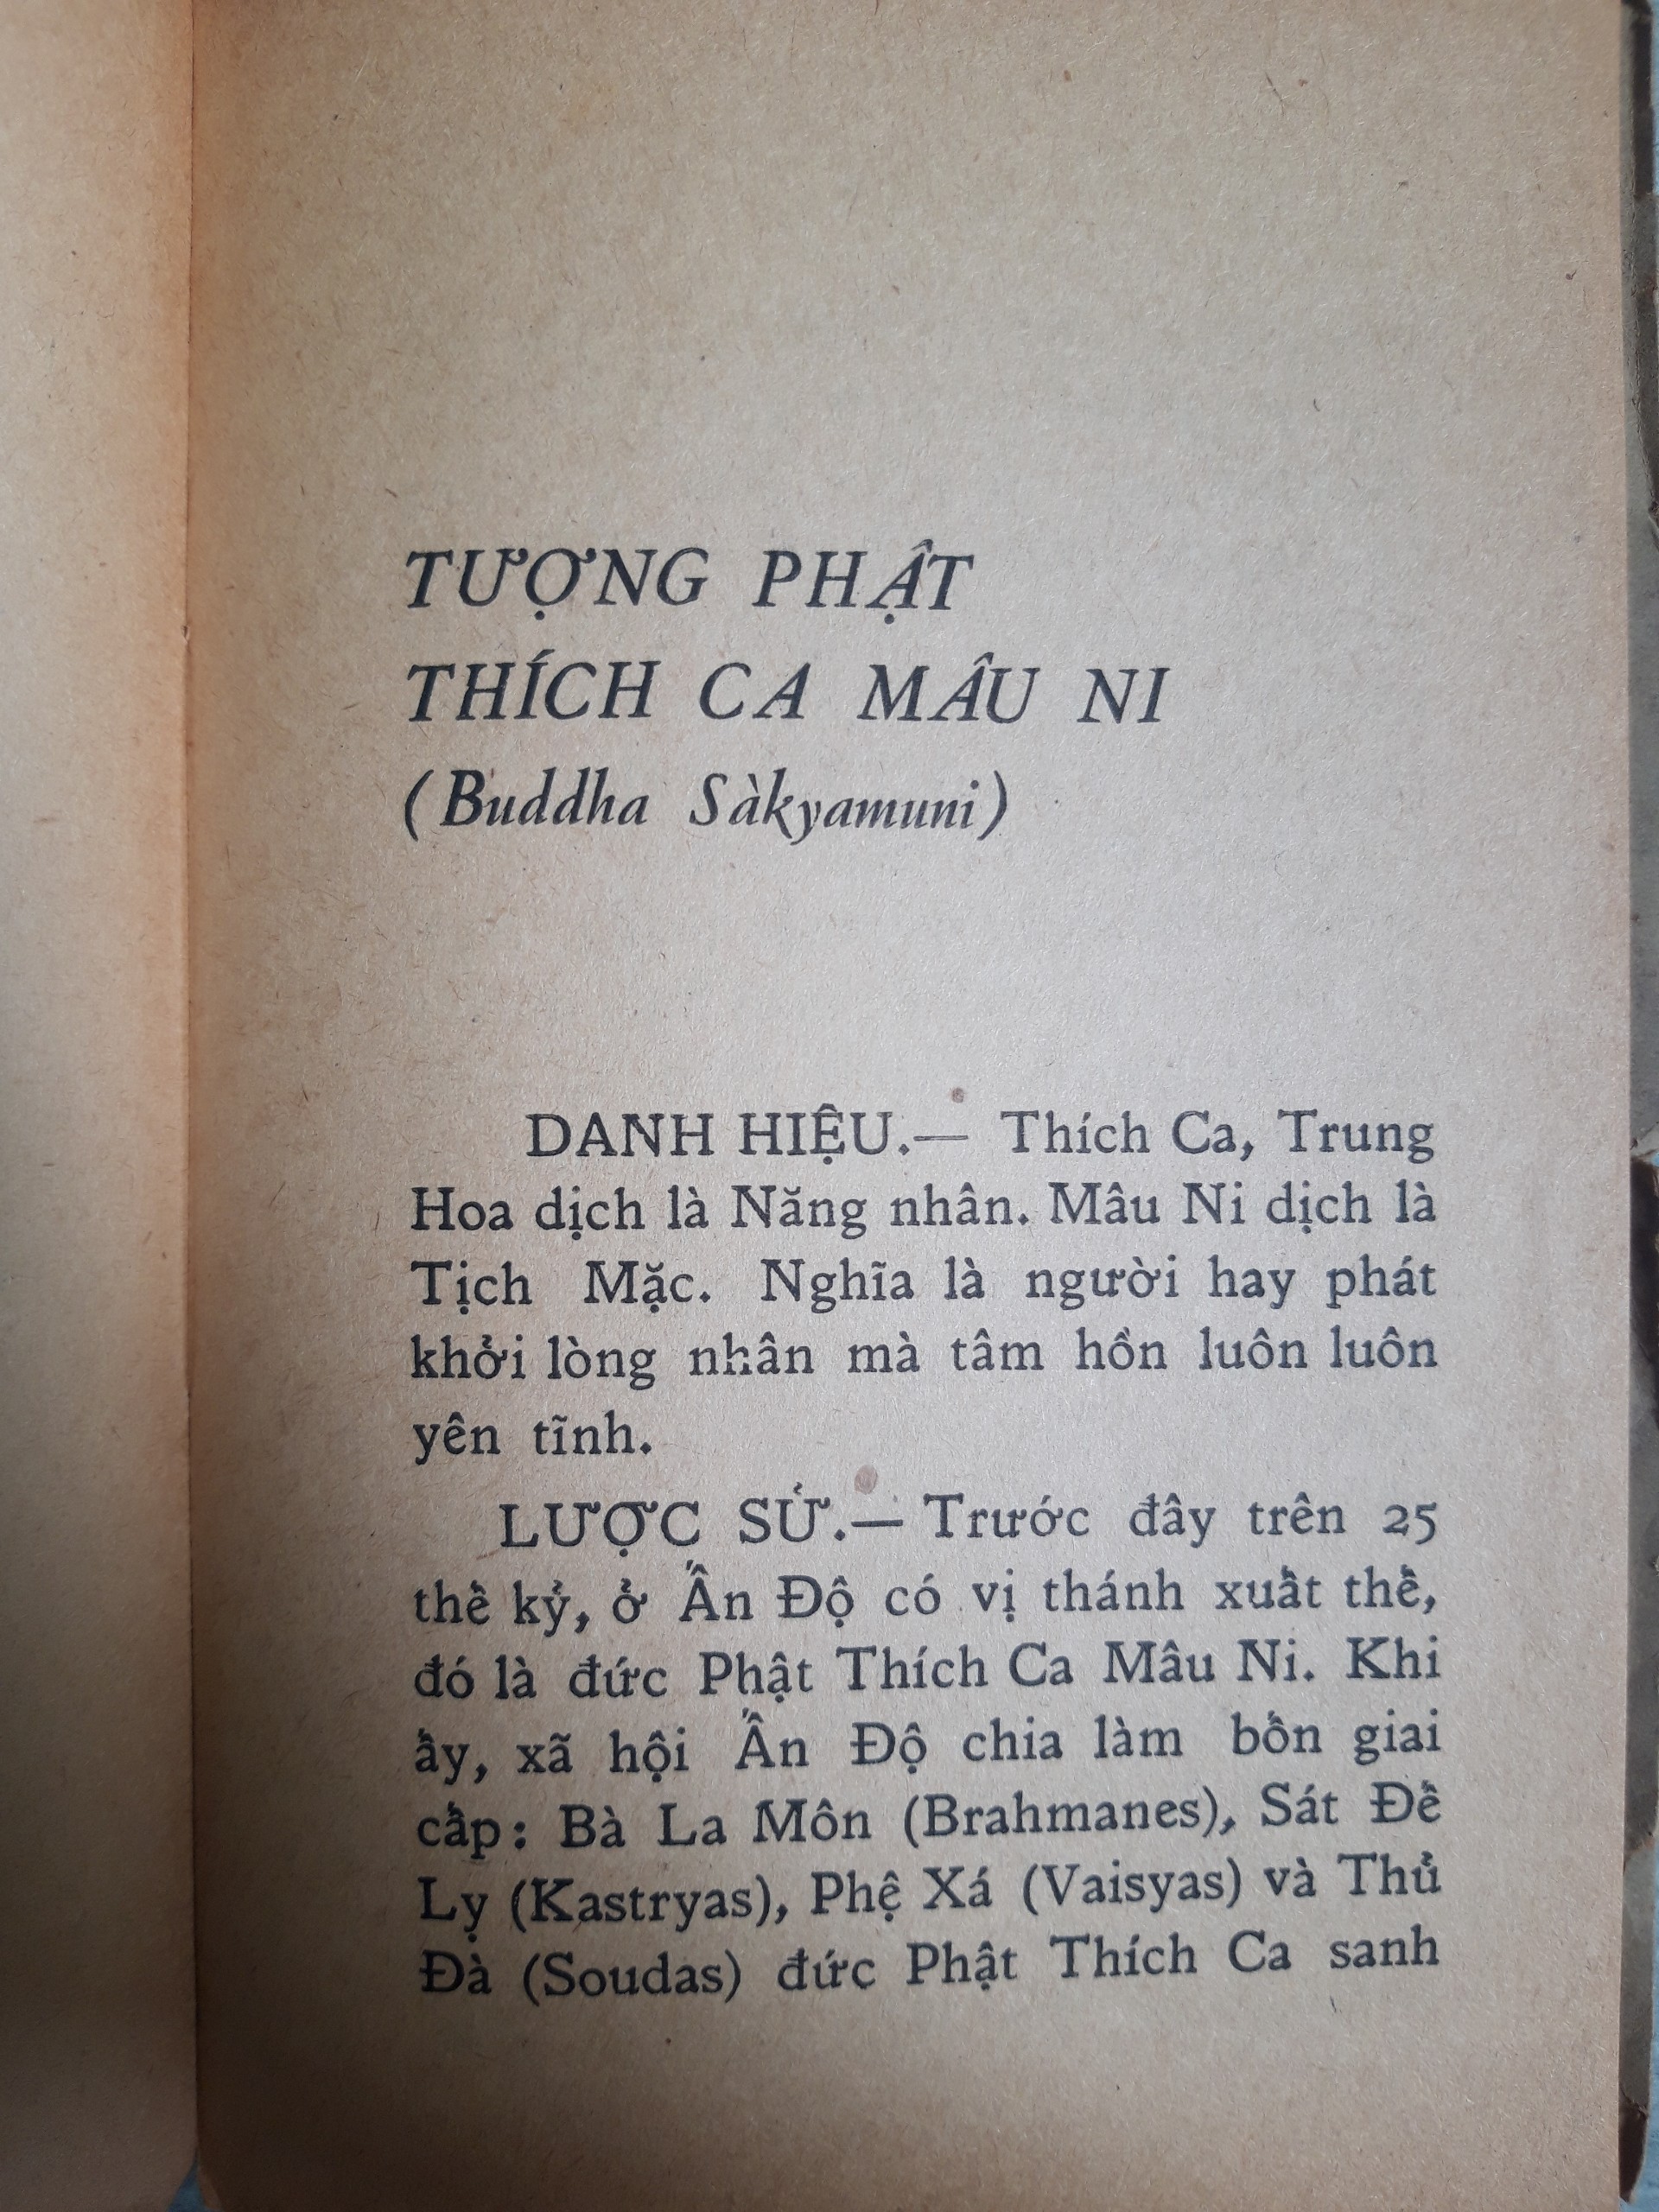 TƯỢNG PHẬT
THÍCH CA MÂU NI
(Buddha Sàkyamuni)
DANH HIỆU.— Thích Ca, Trung
Hoa dịch là Năng nhân. Mâu Ni dịch là
Tịch Mặc. Nghĩa là người hay phát
khởi lòng nhân mà tâm hồn luôn luôn
yên tĩnh.
LƯỢC SỬ.— Trước đây trên 25
thế kỷ, ở Ấn Độ có vị thánh xuất thế,
đó là đức Phật Thích Ca Mâu Ni. Khi
ấy, xã hội Ấn Độ chia làm bốn giai
cấp: Bà La Môn (Brahmanes), Sát Đế
Lỵ (Kastryas), Phệ Xá (Vaisyas) và Thủ
Đà (Soudas) đức Phật Thích Ca sanh